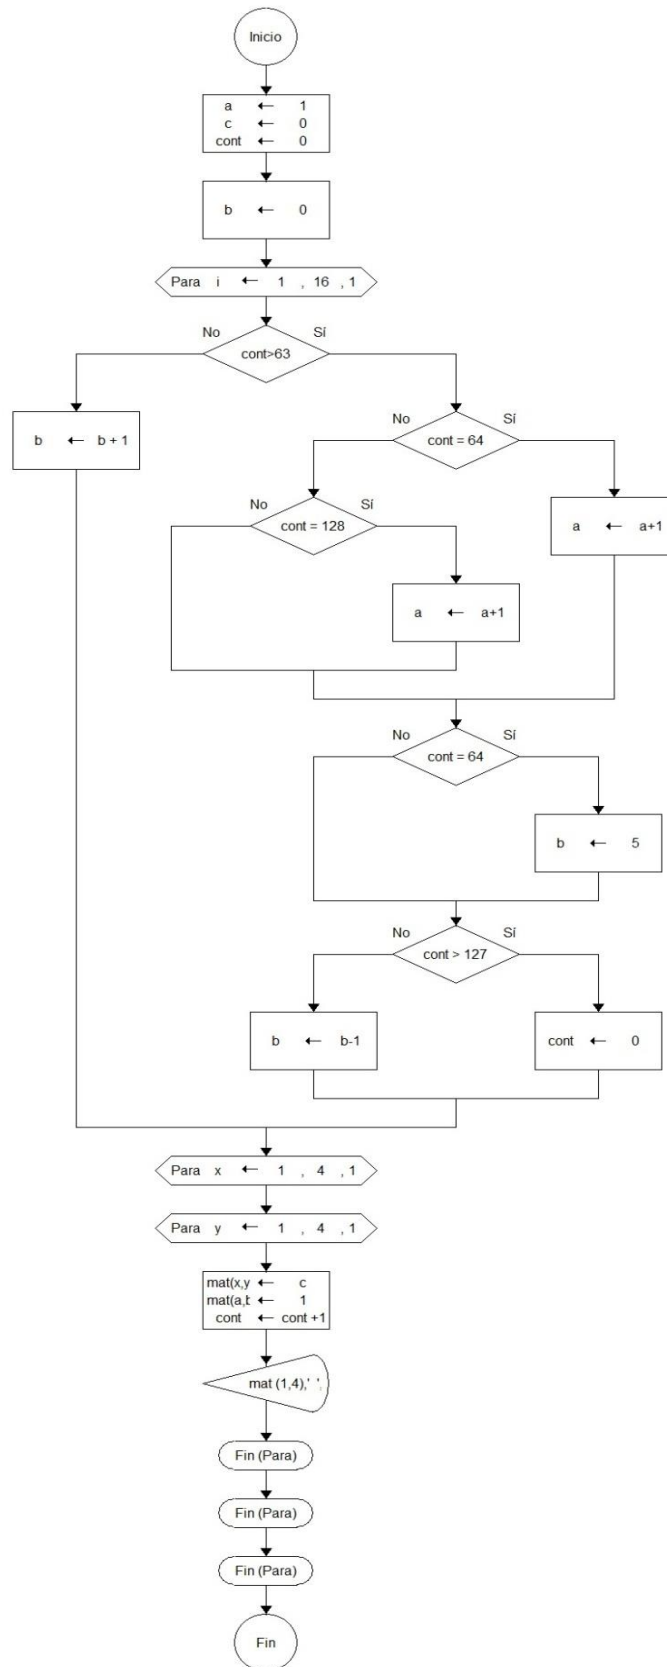 Inicio
a ← 1
c ← 0
cont ← 0
b ← 0
Para i ← 1 , 16 , 1
No Sí
cont>63
b ← b + 1
No Sí
cont = 64
No Sí
cont = 128
a ← a+1
a ← a+1
No Sí
cont = 64
b ← 5
No Sí
cont > 127
b ← b-1
cont ← 0
Para x ← 1 , 4 , 1
Para y ← 1 , 4 , 1
mat(x,y ← c
mat(a,b ← 1
cont ← cont +1
mat (1,4),' ',
Fin (Para)
Fin (Para)
Fin (Para)
Fin